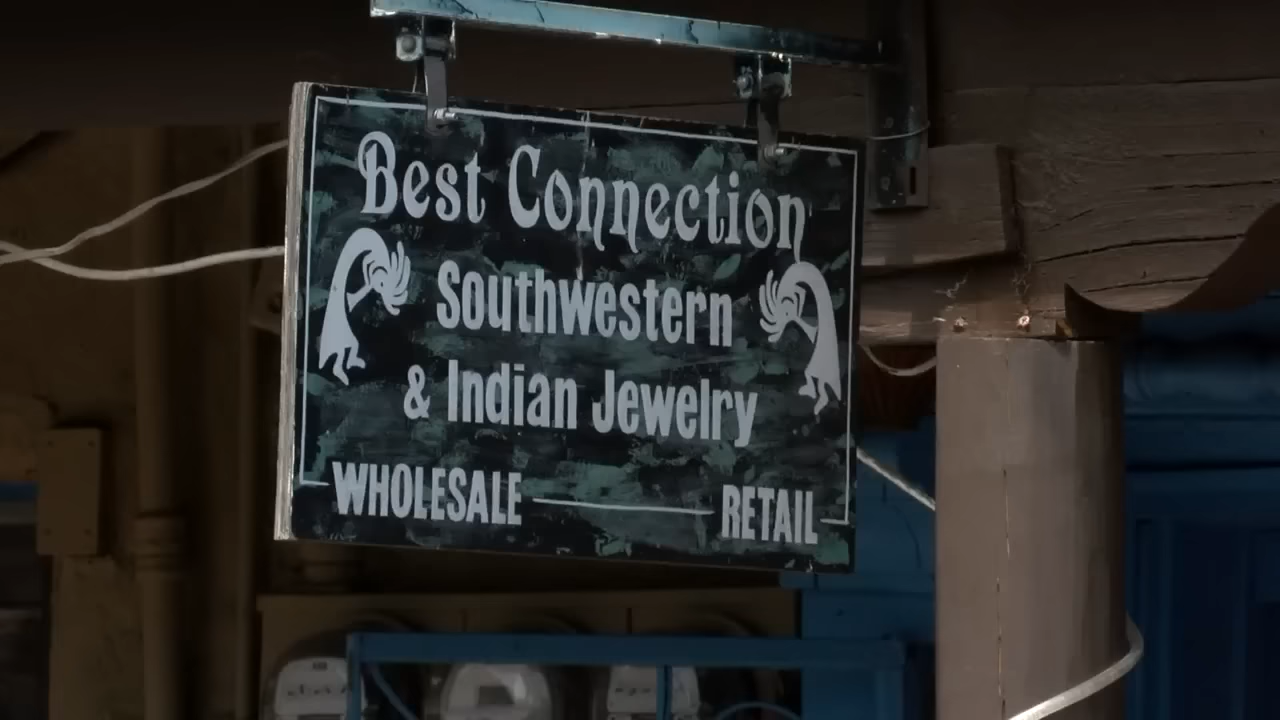 Best Connection
Southwestern
& Indian Jewelry
WHOLESALE RETAIL